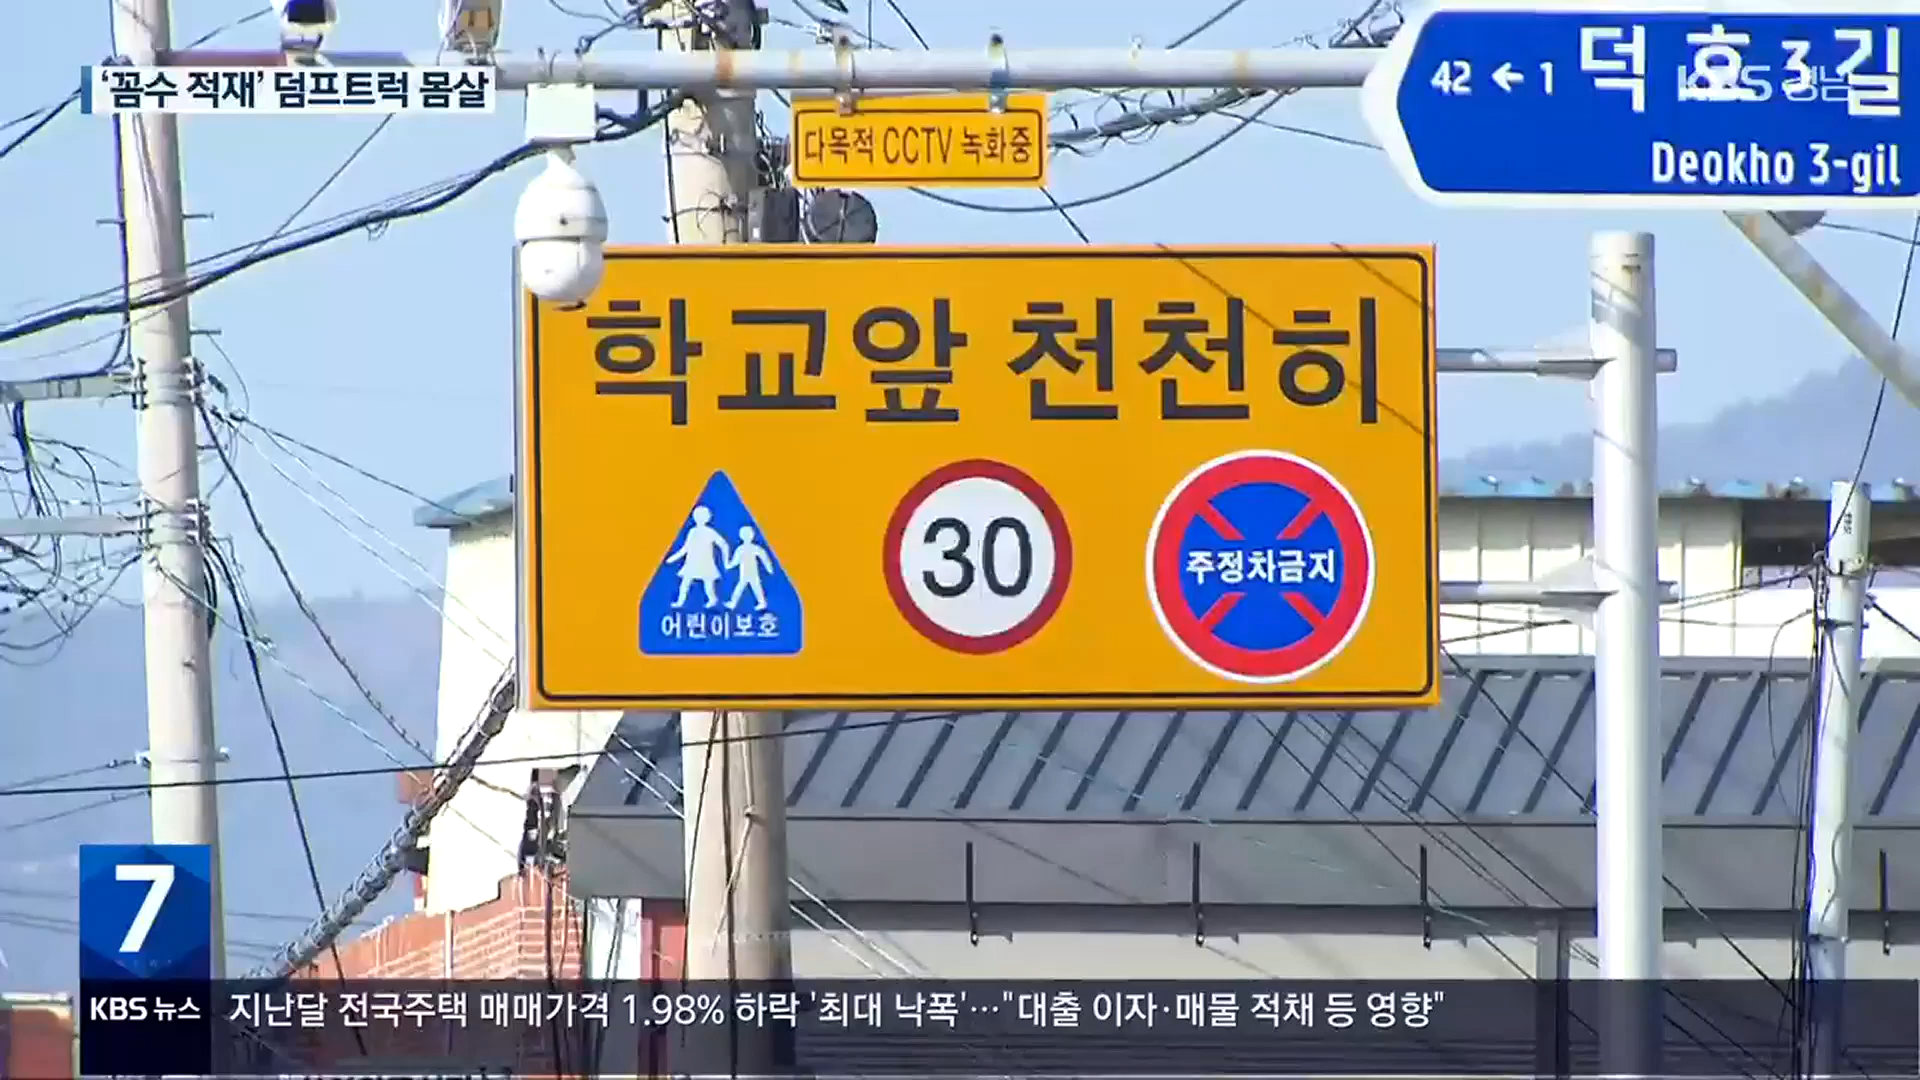 '꼼수 적재' 덤프트럭 몸살
42 ← 1 덕호3길
Deokho 3-gil
KBS 경남
다목적 CCTV 녹화중
학교앞 천천히
어린이보호
30
주정차금지
7
KBS 뉴스
지난달 전국주택 매매가격 1.98% 하락 '최대 낙폭'…"대출 이자·매물 적채 등 영향"